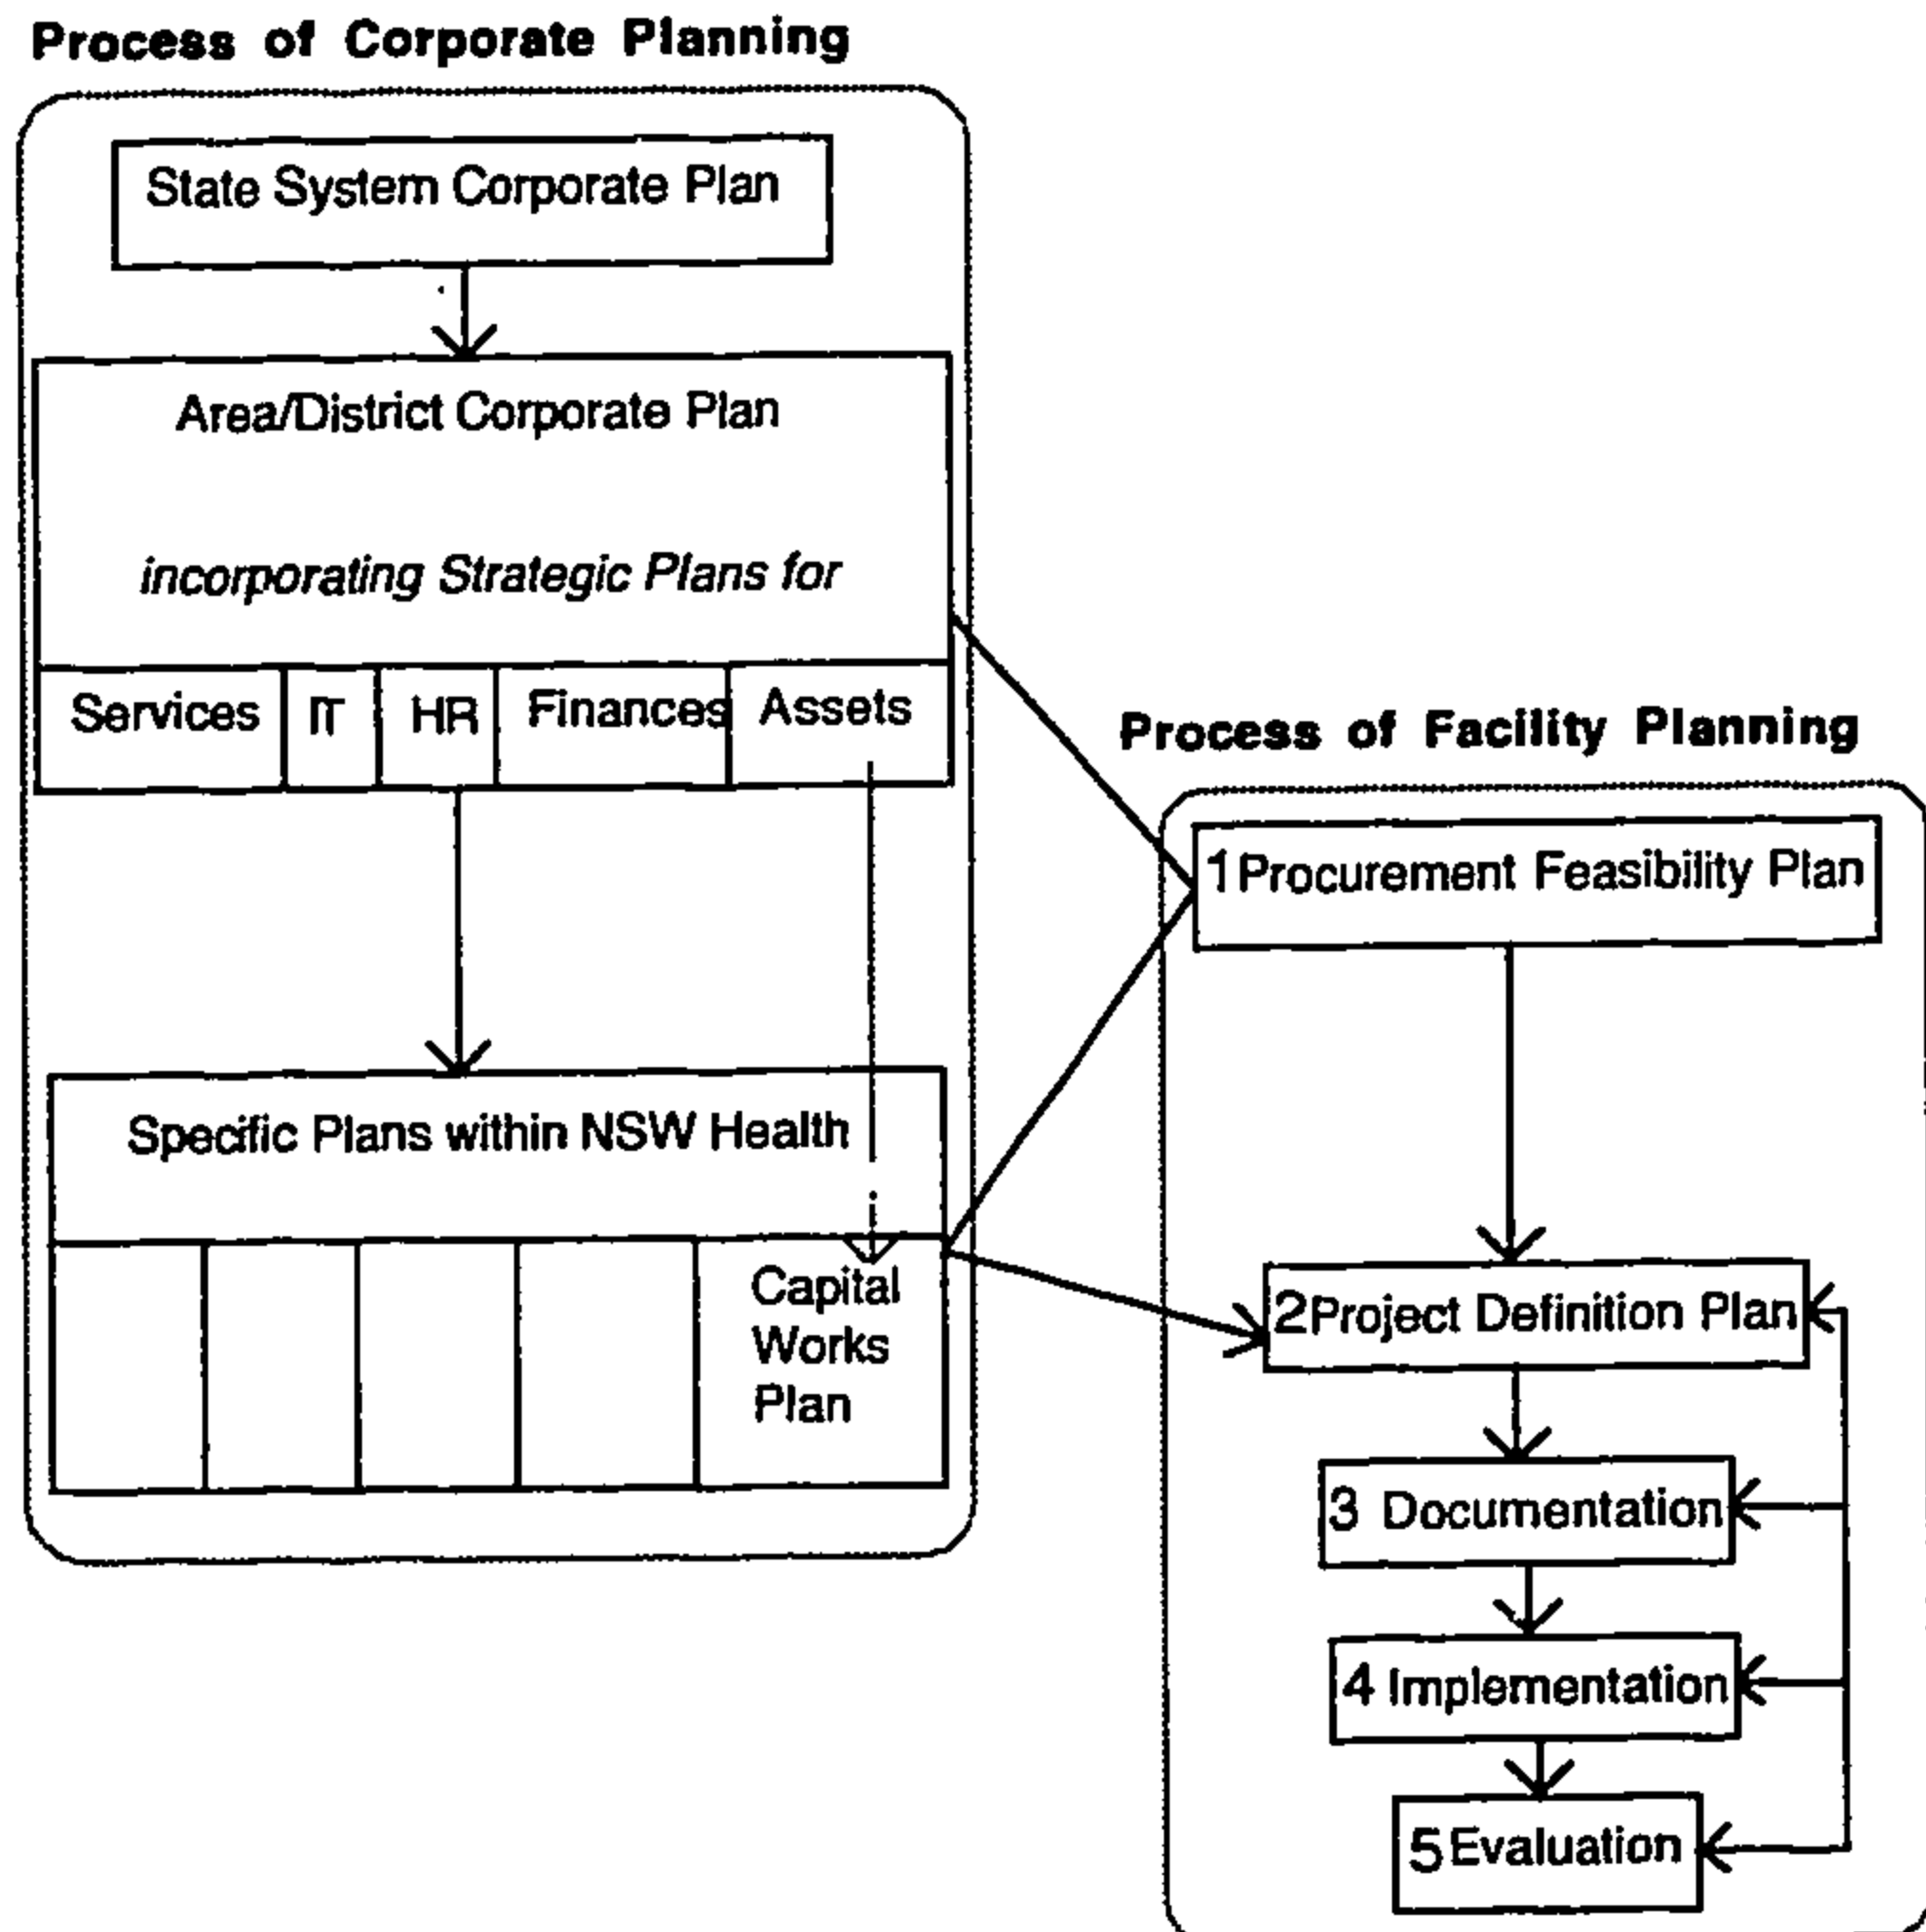 Process of Corporate Planning
State System Corporate Plan
Area/District Corporate Plan
incorporating Strategic Plans for
Services IT HR Finances Assets
Specific Plans within NSW Health
Capital
Works
Plan
Process of Facility Planning
1 Procurement Feasibility Plan
2 Project Definition Plan
3 Documentation
4 Implementation
5 Evaluation